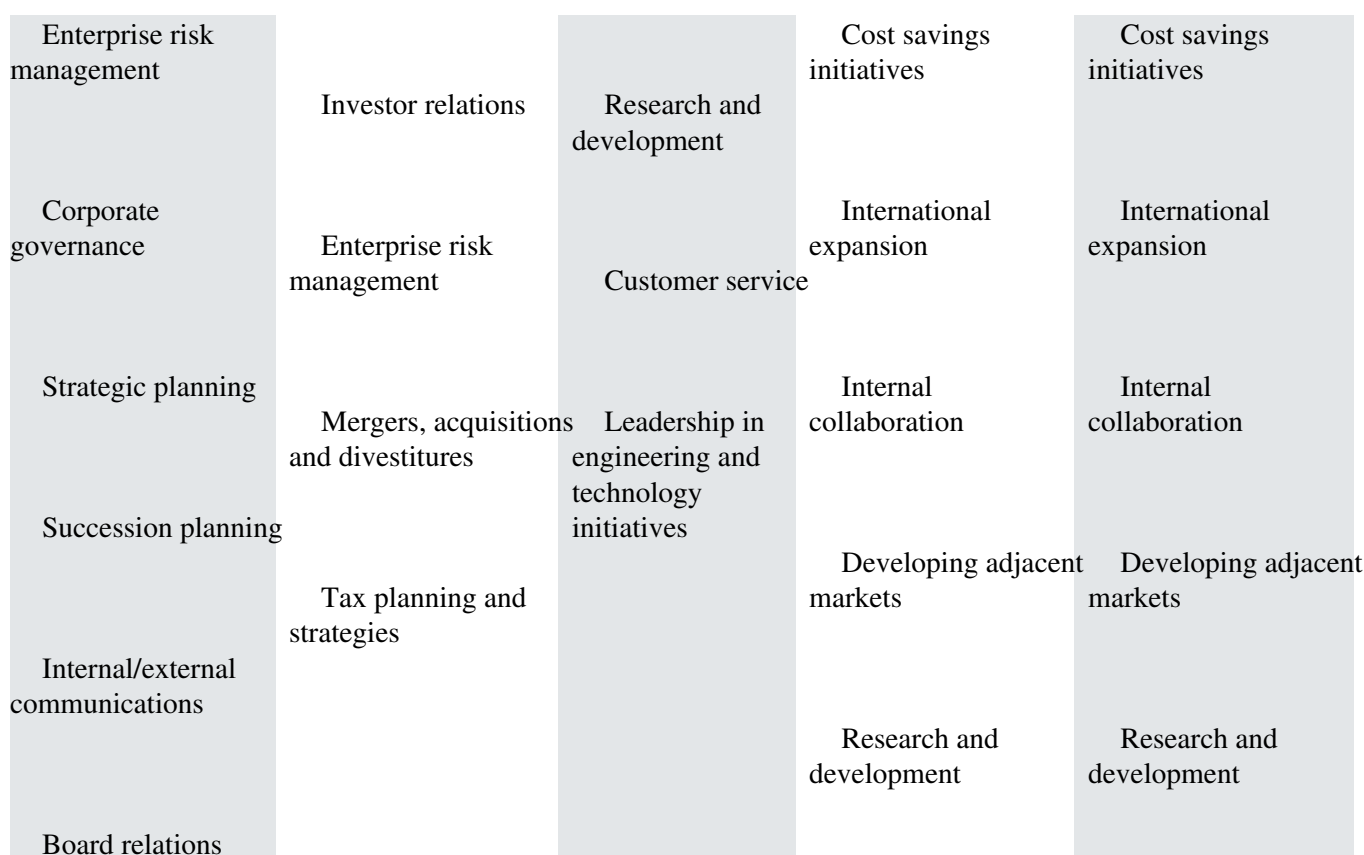 Enterprise risk
management
Corporate
governance
Strategic planning
Succession planning
Internal/external
communications
Board relations
Investor relations
Enterprise risk
management
Mergers, acquisitions
and divestitures
Tax planning and
strategies
Research and
development
Customer service
Leadership in
engineering and
technology
initiatives
Cost savings
initiatives
International
expansion
Internal
collaboration
Developing adjacent
markets
Research and
development
Cost savings
initiatives
International
expansion
Internal
collaboration
Developing adjacent
markets
Research and
development